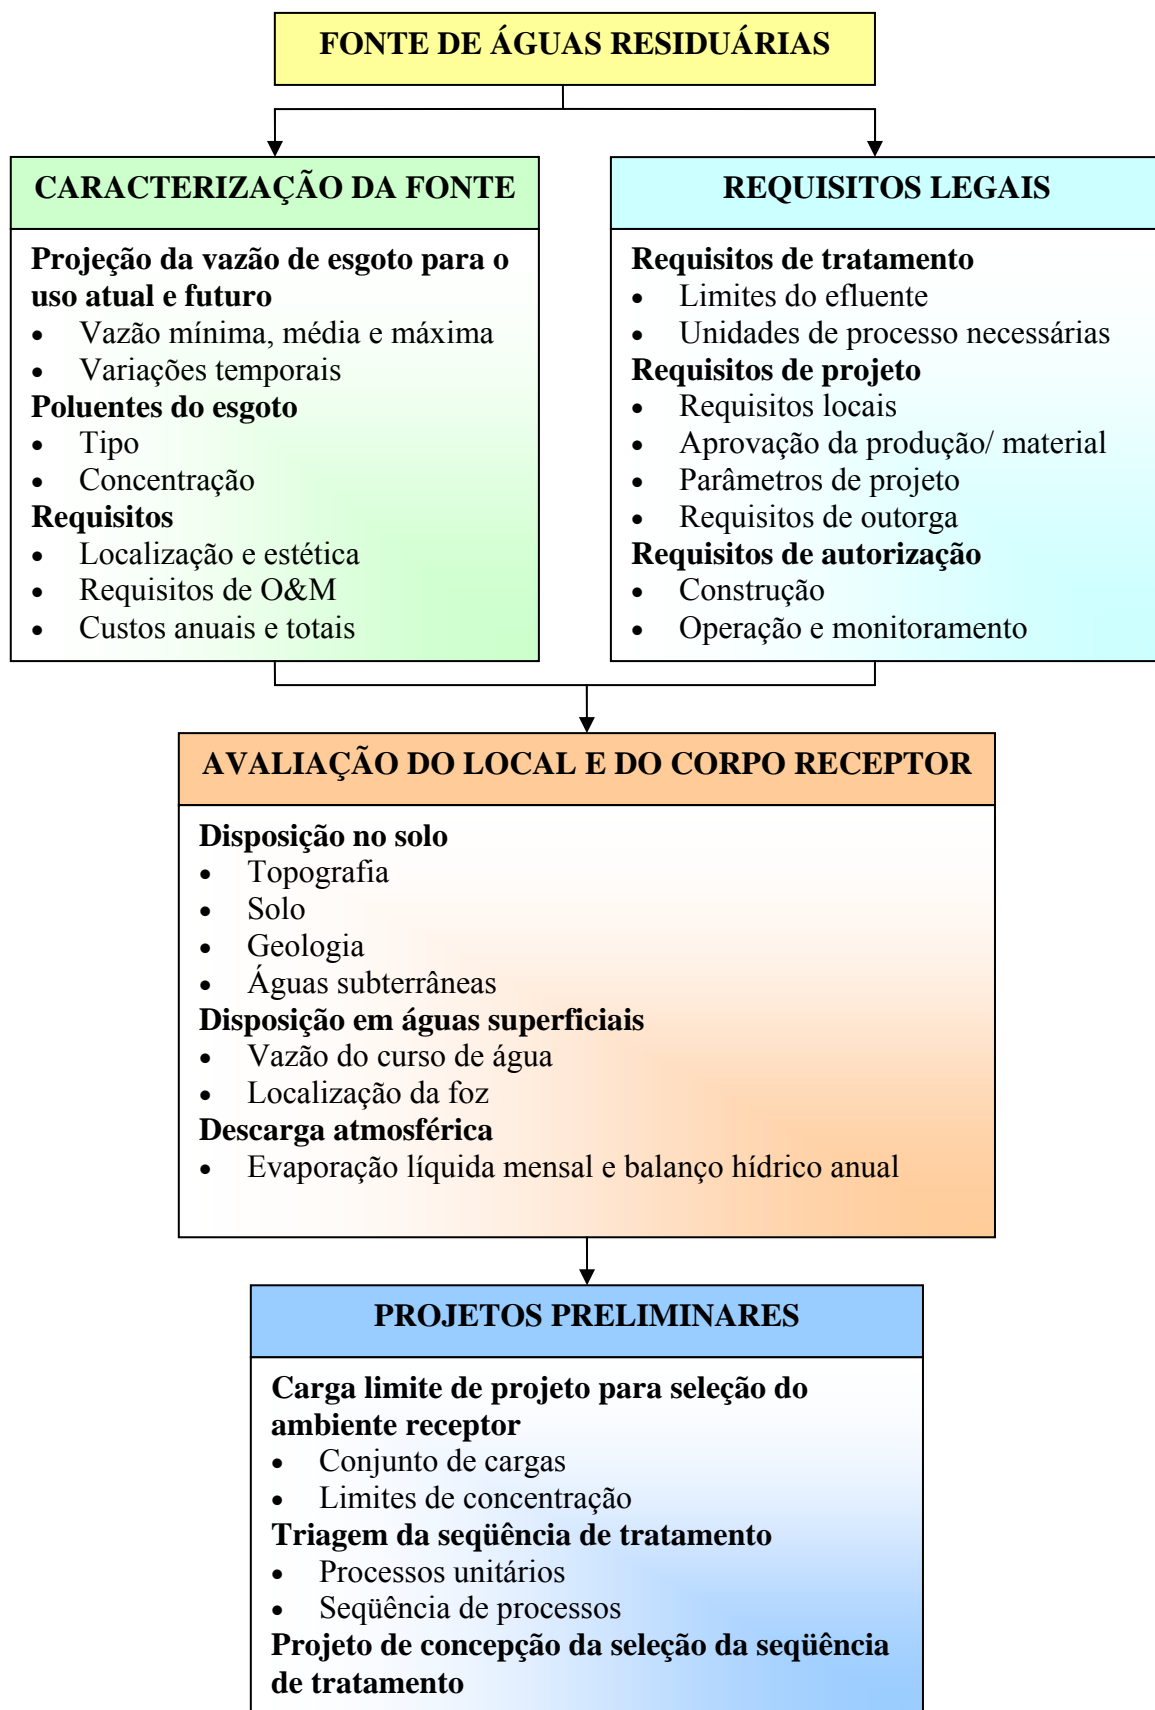 FONTE DE ÁGUAS RESIDUÁRIAS
CARACTERIZAÇÃO DA FONTE
Projeção da vazão de esgoto para o
uso atual e futuro
• Vazão mínima, média e máxima
• Variações temporais
Poluentes do esgoto
• Tipo
• Concentração
Requisitos
• Localização e estética
• Requisitos de O&M
• Custos anuais e totais
REQUISITOS LEGAIS
Requisitos de tratamento
• Limites do efluente
• Unidades de processo necessárias
Requisitos de projeto
• Requisitos locais
• Aprovação da produção/ material
• Parâmetros de projeto
• Requisitos de outorga
Requisitos de autorização
• Construção
• Operação e monitoramento
AVALIAÇÃO DO LOCAL E DO CORPO RECEPTOR
Disposição no solo
• Topografia
• Solo
• Geologia
• Águas subterrâneas
Disposição em águas superficiais
• Vazão do curso de água
• Localização da foz
Descarga atmosférica
• Evaporação líquida mensal e balanço hídrico anual
PROJETOS PRELIMINARES
Carga limite de projeto para seleção do
ambiente receptor
• Conjunto de cargas
• Limites de concentração
Triagem da seqüência de tratamento
• Processos unitários
• Seqüência de processos
Projeto de concepção da seleção da seqüência
de tratamento